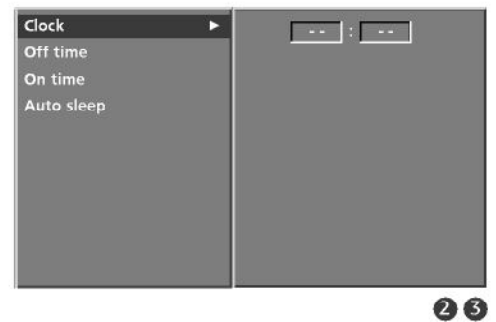 Clock ► -- : --
Off time
On time
Auto sleep
2 3